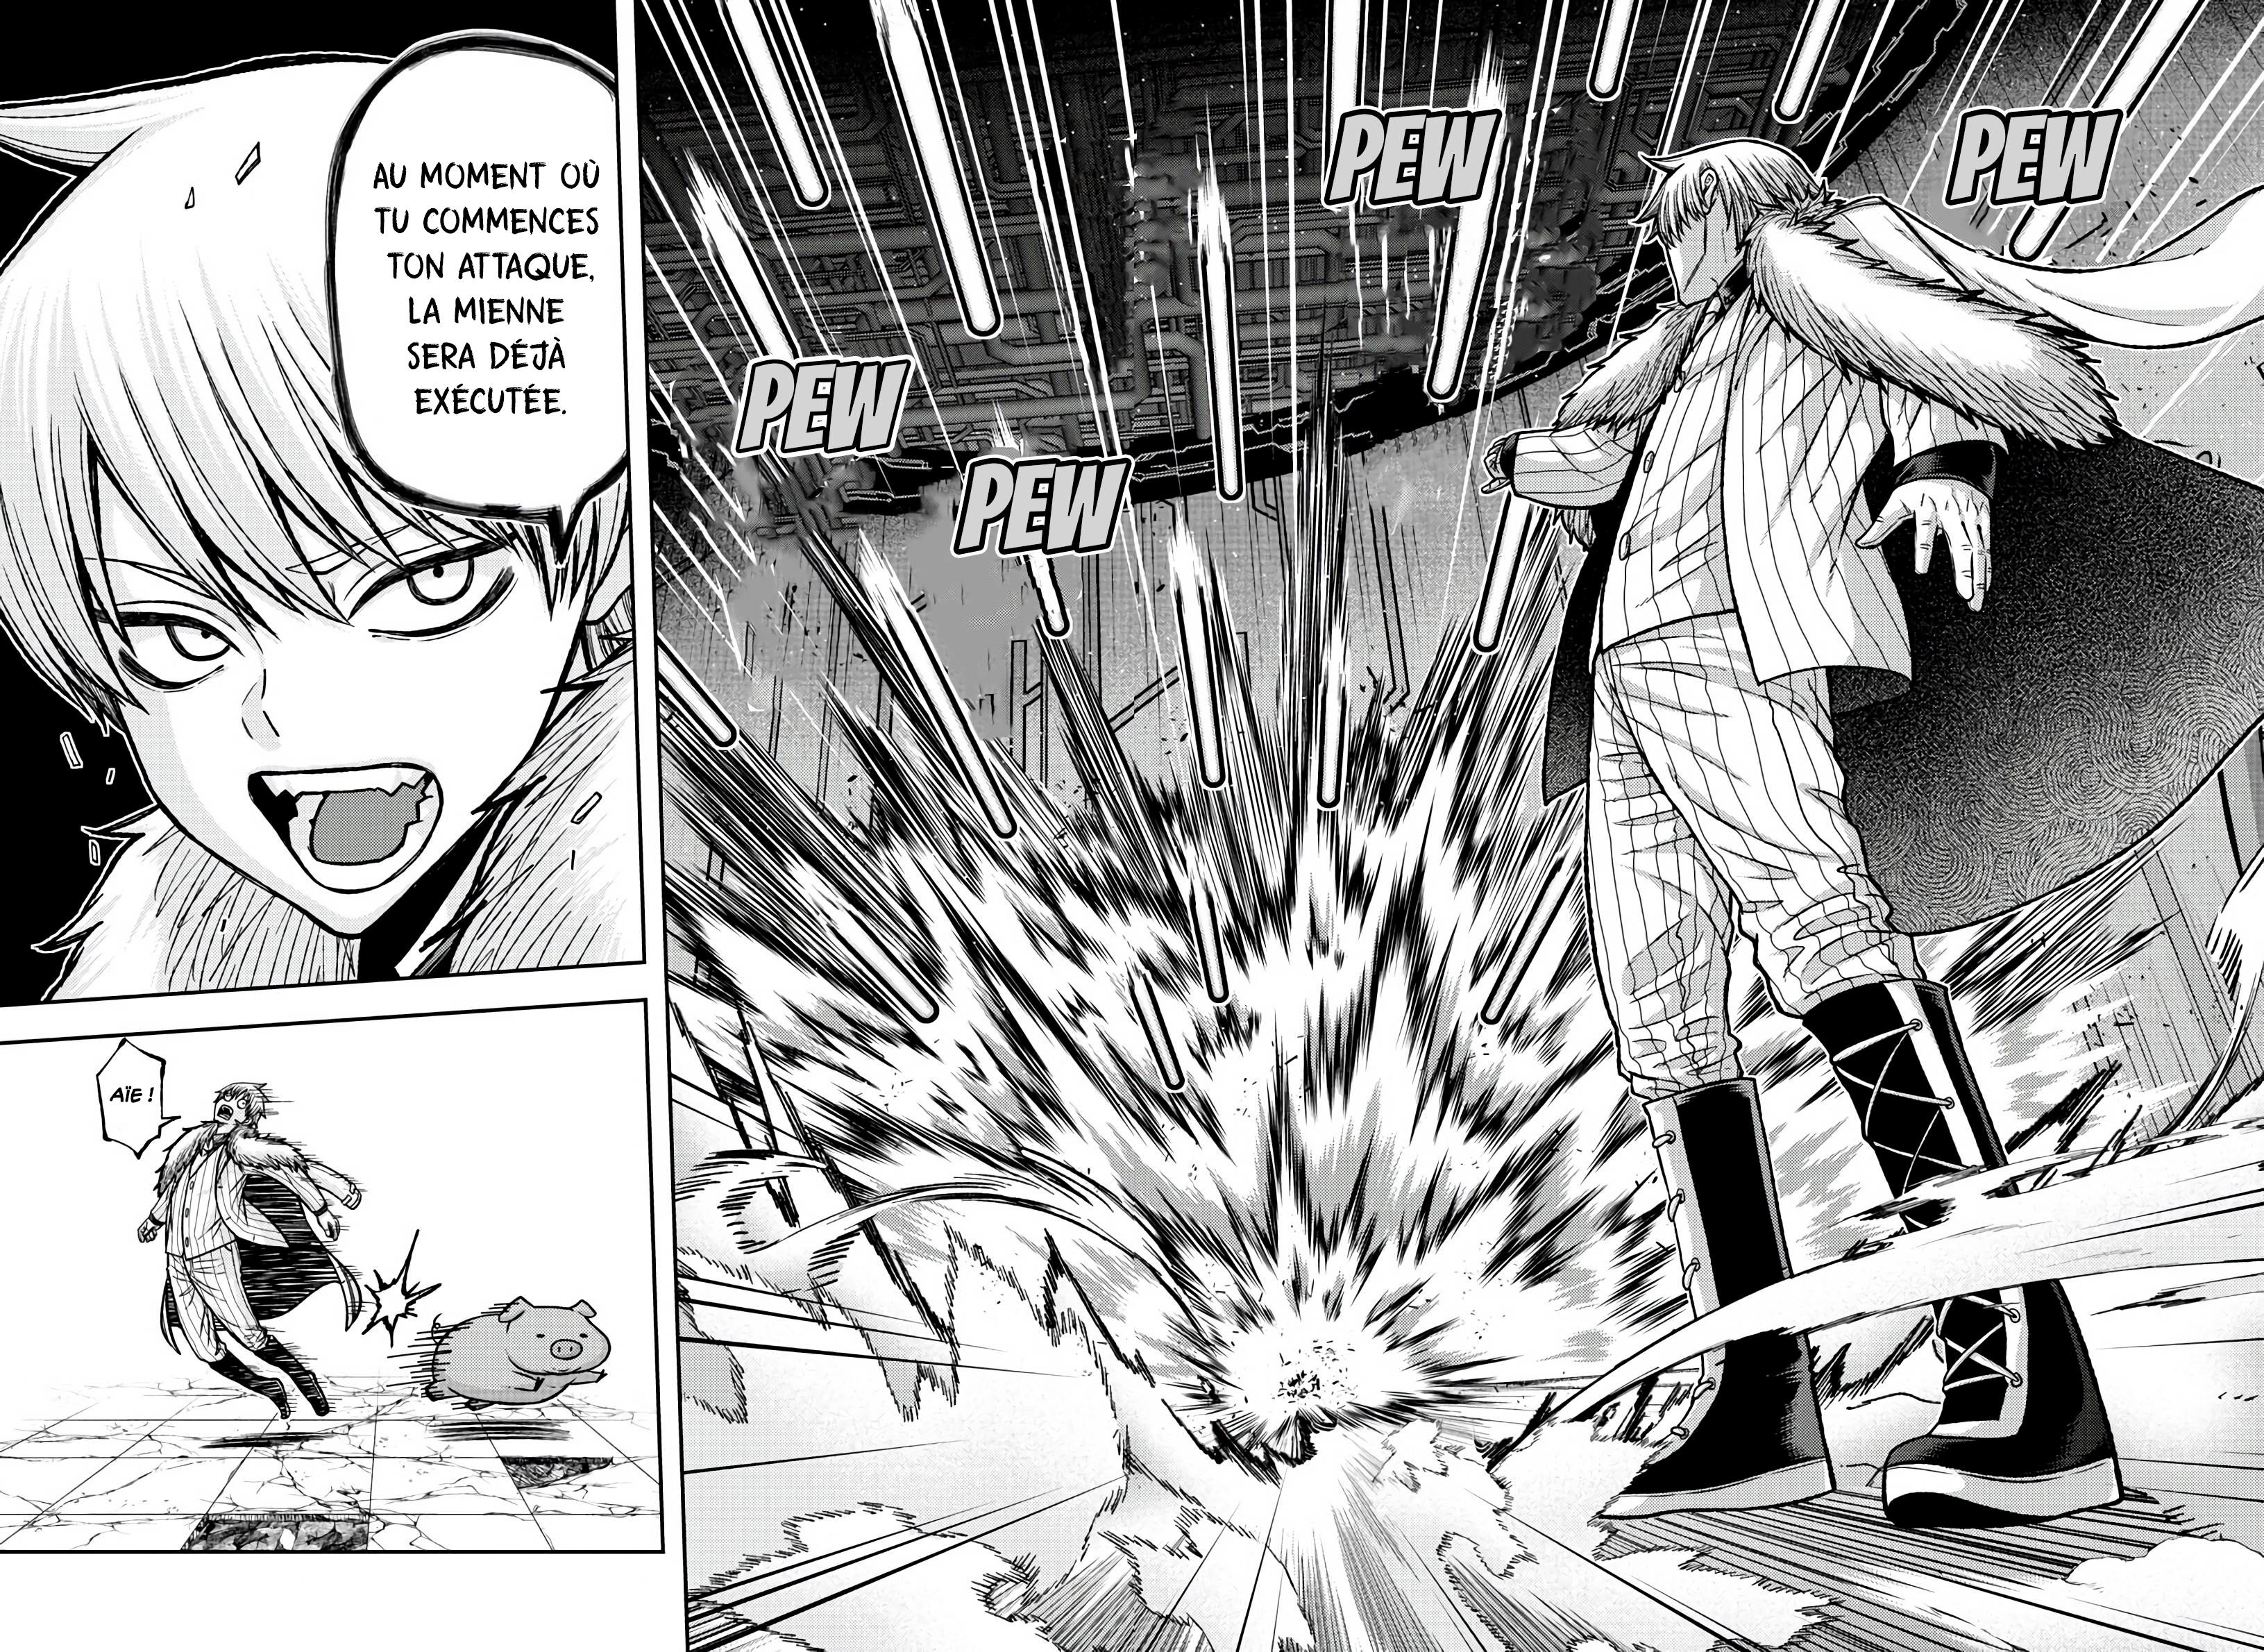 PEW
PEW
PEW
PEW
AU MOMENT OÙ
TU COMMENCES
TON ATTAQUE,
LA MIENNE
SERA DÉJÀ
EXÉCUTÉE.
AÏE !